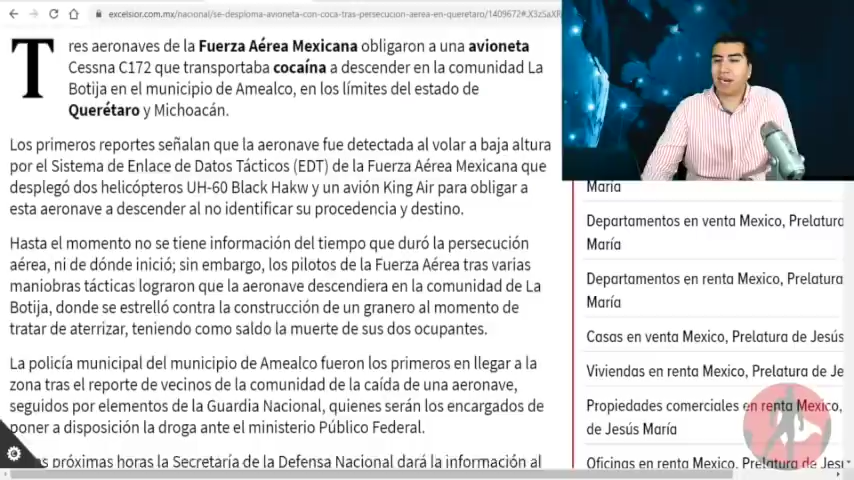 excelsior.com.mx/nacional/se-desploma-avioneta-con-coca-tras-persecucion-aerea-en-queretaro/1409672#.X3zSaXR
Tres aeronaves de la Fuerza Aérea Mexicana obligaron a una avioneta
Cessna C172 que transportaba cocaína a descender en la comunidad La
Botija en el municipio de Amealco, en los límites del estado de
Querétaro y Michoacán.
Los primeros reportes señalan que la aeronave fue detectada al volar a baja altura
por el Sistema de Enlace de Datos Tácticos (EDT) de la Fuerza Aérea Mexicana que
desplegó dos helicópteros UH-60 Black Hakw y un avión King Air para obligar a
esta aeronave a descender al no identificar su procedencia y destino.
Hasta el momento no se tiene información del tiempo que duró la persecución
aérea, ni de dónde inició; sin embargo, los pilotos de la Fuerza Aérea tras varias
maniobras tácticas lograron que la aeronave descendiera en la comunidad de La
Botija, donde se estrelló contra la construcción de un granero al momento de
tratar de aterrizar, teniendo como saldo la muerte de sus dos ocupantes.
La policía municipal del municipio de Amealco fueron los primeros en llegar a la
zona tras el reporte de vecinos de la comunidad de la caída de una aeronave,
seguidos por elementos de la Guardia Nacional, quienes serán los encargados de
poner a disposición la droga ante el ministerio Público Federal.
próximas horas la Secretaría de la Defensa Nacional dará la información al
María
Departamentos en venta Mexico, Prelatura
María
Departamentos en renta Mexico, Prelatura
María
Casas en venta Mexico, Prelatura de Jesús
Viviendas en renta Mexico, Prelatura de Je
Propiedades comerciales en renta Mexico,
de Jesús María
Oficinas en renta Mexico, Prelatura de Jesu